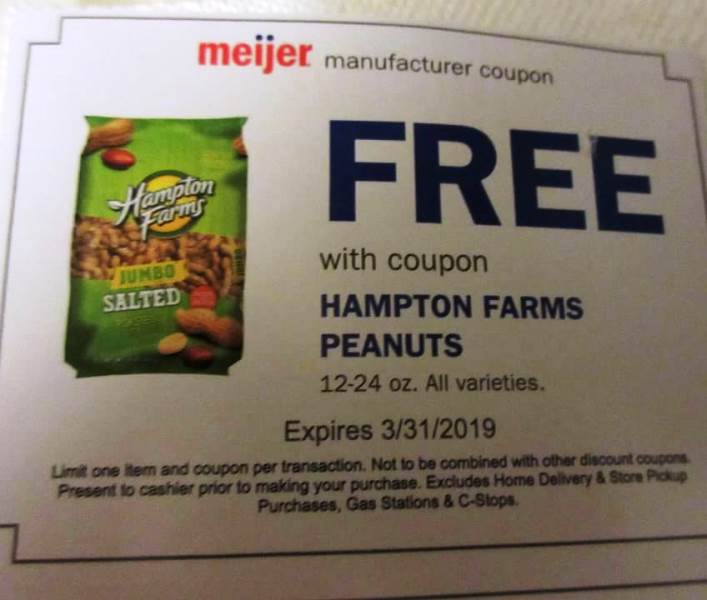 meijer manufacturer coupon
FREE
with coupon
HAMPTON FARMS
PEANUTS
12-24 oz. All varieties.
Expires 3/31/2019
Limit one item and coupon per transaction. Not to be combined with other discount coupons.
Present to cashier prior to making your purchase. Excludes Home Delivery & Store Pickup
Purchases, Gas Stations & C-Stops.
Hampton
Farms
JUMBO
SALTED